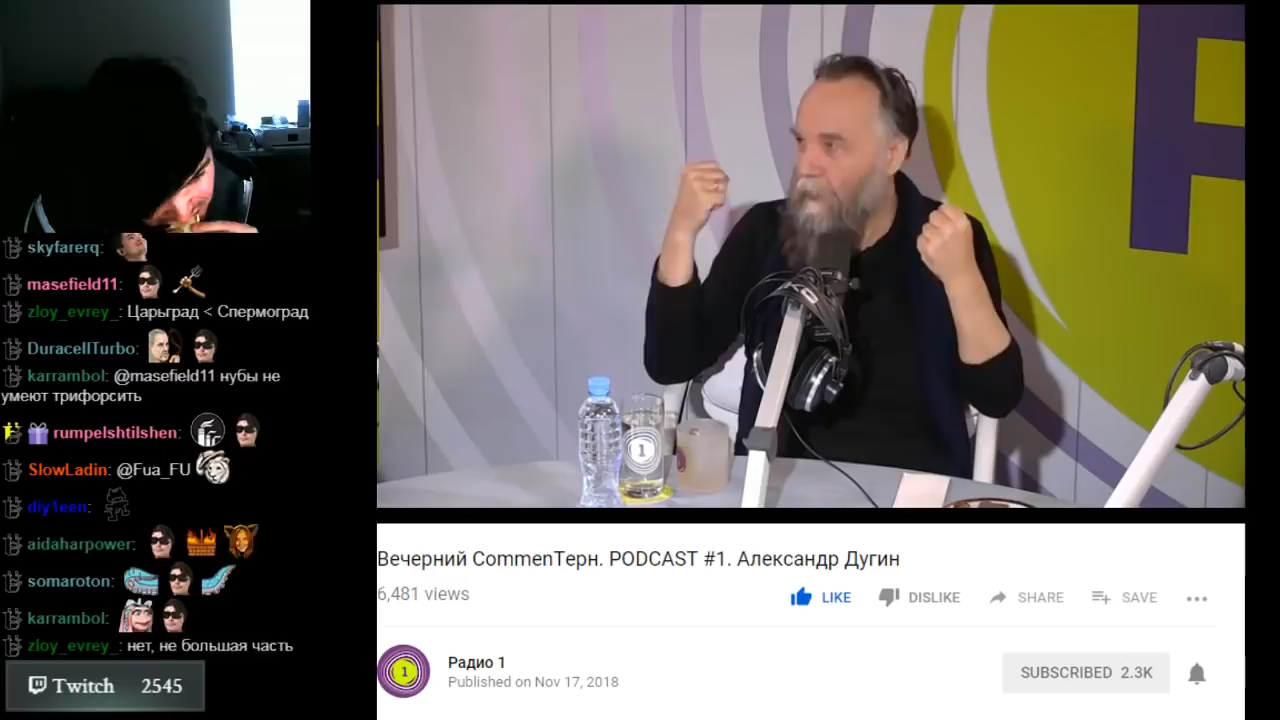 skyfarerq:
masefield11:
zloy_evrey_: Царьград < Спермоград
DuracellTurbo:
karrambol: @masefield11 нубы не
умеют трифорсить
rumpelshtilshen:
SlowLadin: @Fua_FU
diy1een:
aidaharpower:
somaroton:
karrambol:
zloy_evrey_: нет, не большая часть
Twitch 2545
1
Вечерний CommenТерн. PODCAST #1. Александр Дугин
6,481 views
LIKE DISLIKE SHARE SAVE
1
Радио 1
Published on Nov 17, 2018
SUBSCRIBED 2.3K